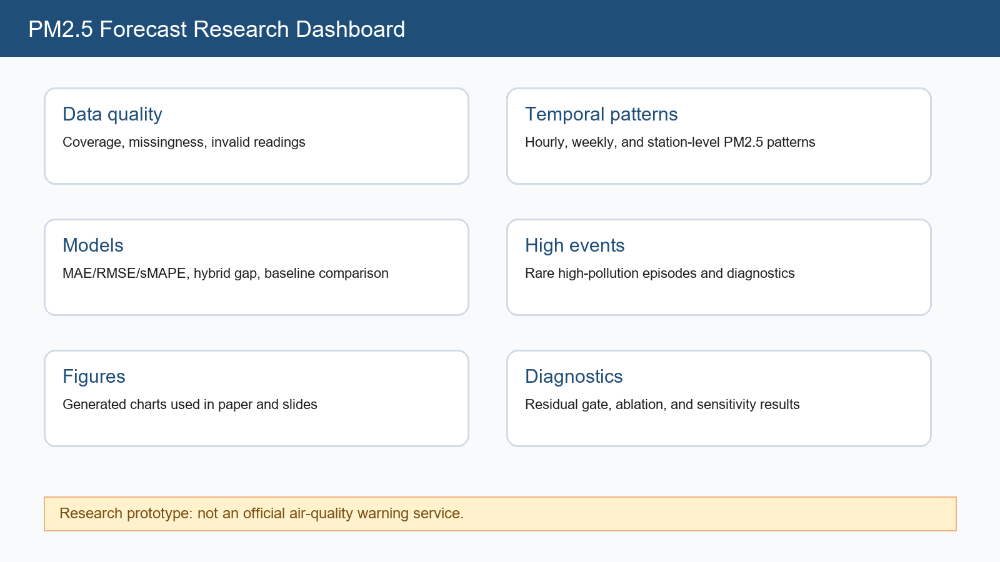 PM2.5 Forecast Research Dashboard
Data quality
Coverage, missingness, invalid readings
Temporal patterns
Hourly, weekly, and station-level PM2.5 patterns
Models
MAE/RMSE/sMAPE, hybrid gap, baseline comparison
High events
Rare high-pollution episodes and diagnostics
Figures
Generated charts used in paper and slides
Diagnostics
Residual gate, ablation, and sensitivity results
Research prototype: not an official air-quality warning service.